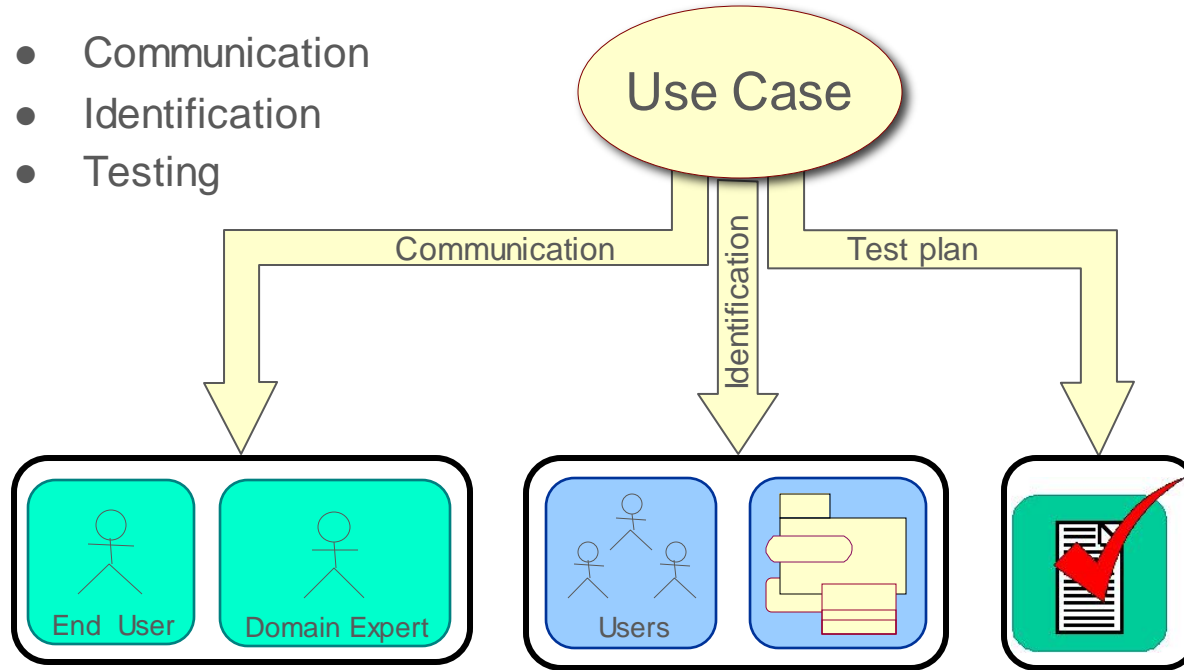 ● Communication
● Identification
● Testing
Use Case
Communication
Identification
Test plan
End User
Domain Expert
Users